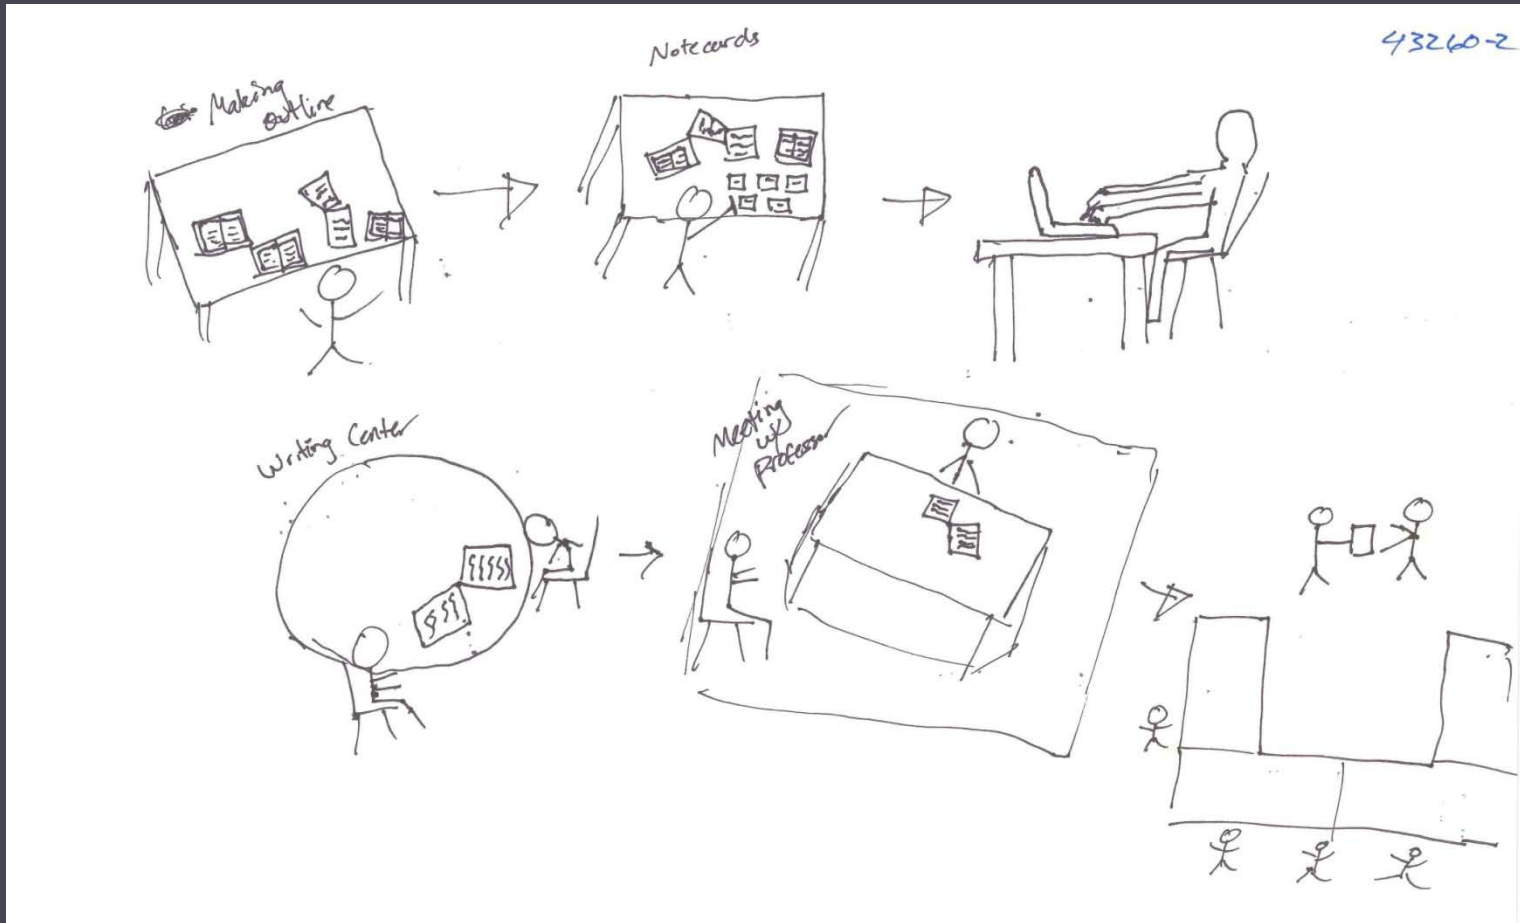 Making
outline
Notecards
43260-2
Writing Center
Meeting
w/
Professor